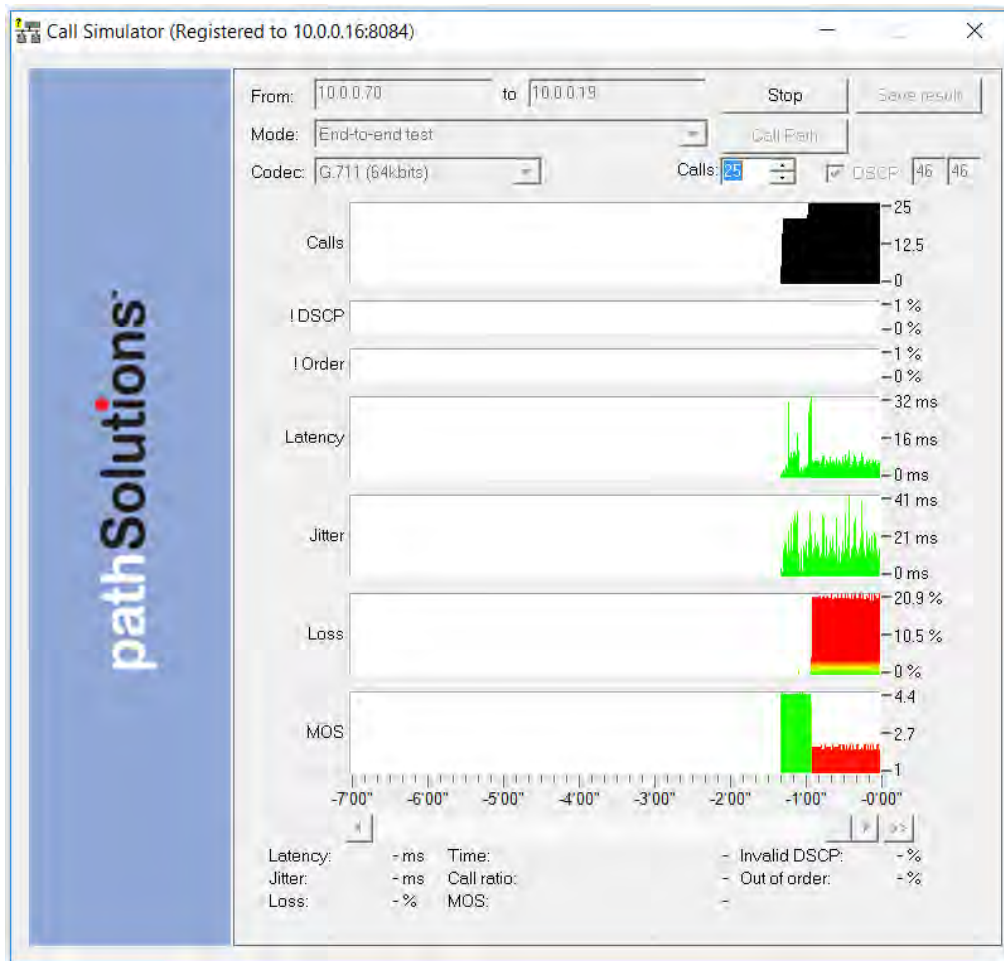 Call Simulator (Registered to 10.0.0.16:8084)
From: 10.0.0.70 to 10.0.0.19 Stop Save result
Mode: End-to-end test Call Path
Codec: G.711 (64kbits) Calls: 25 DSCP 46 46
Calls 25
12.5
0
! DSCP 1 %
0 %
! Order 1 %
0 %
Latency 32 ms
16 ms
0 ms
Jitter 41 ms
21 ms
0 ms
Loss 20.9 %
10.5 %
0 %
MOS 4.4
2.7
1
-7'00" -6'00" -5'00" -4'00" -3'00" -2'00" -1'00" -0'00"
>>
Latency: - ms Time: - Invalid DSCP: - %
Jitter: - ms Call ratio: - Out of order: - %
Loss: - % MOS: -
pathSolutions